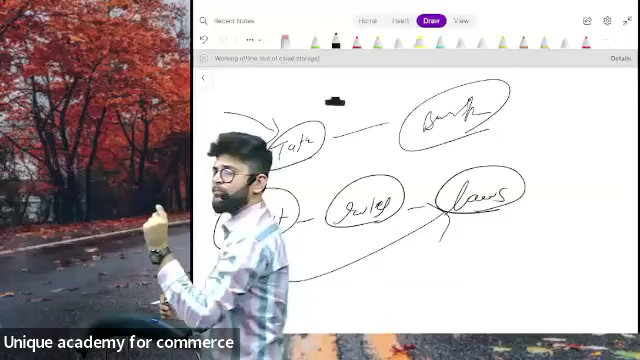 Recent Notes Home Insert Draw View
Working offline (out of cloud storage) Details
Tata
rules laws
Unique academy for commerce